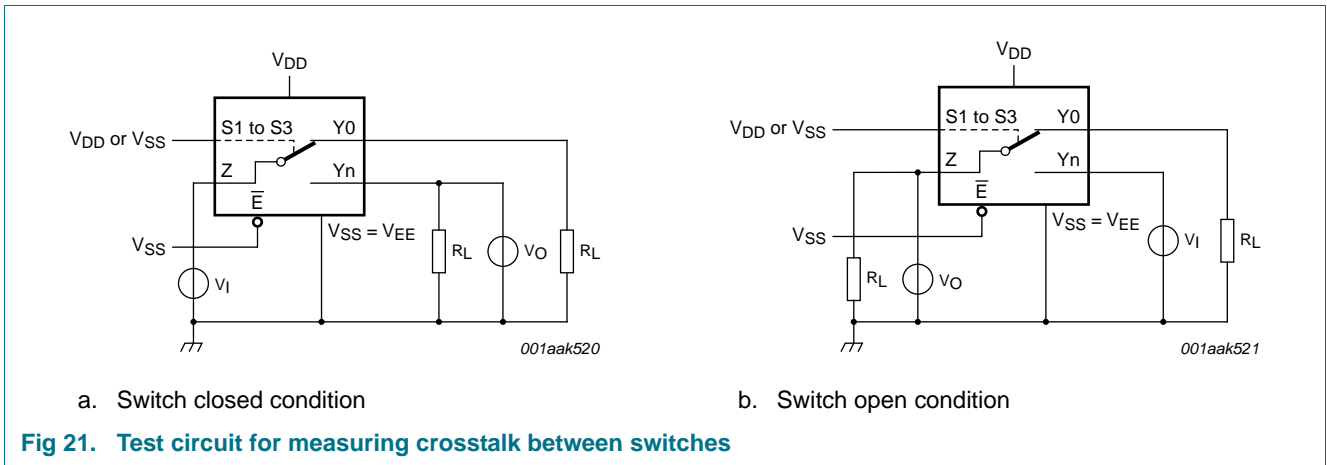 VDD
VDD or VSS
S1 to S3
Y0
Z
Yn
E
VSS
VSS = VEE
VI
RL
VO
RL
001aak520
a. Switch closed condition
VDD
VDD or VSS
S1 to S3
Y0
Z
Yn
E
VSS
VSS = VEE
RL
VO
VI
RL
001aak521
b. Switch open condition
Fig 21. Test circuit for measuring crosstalk between switches